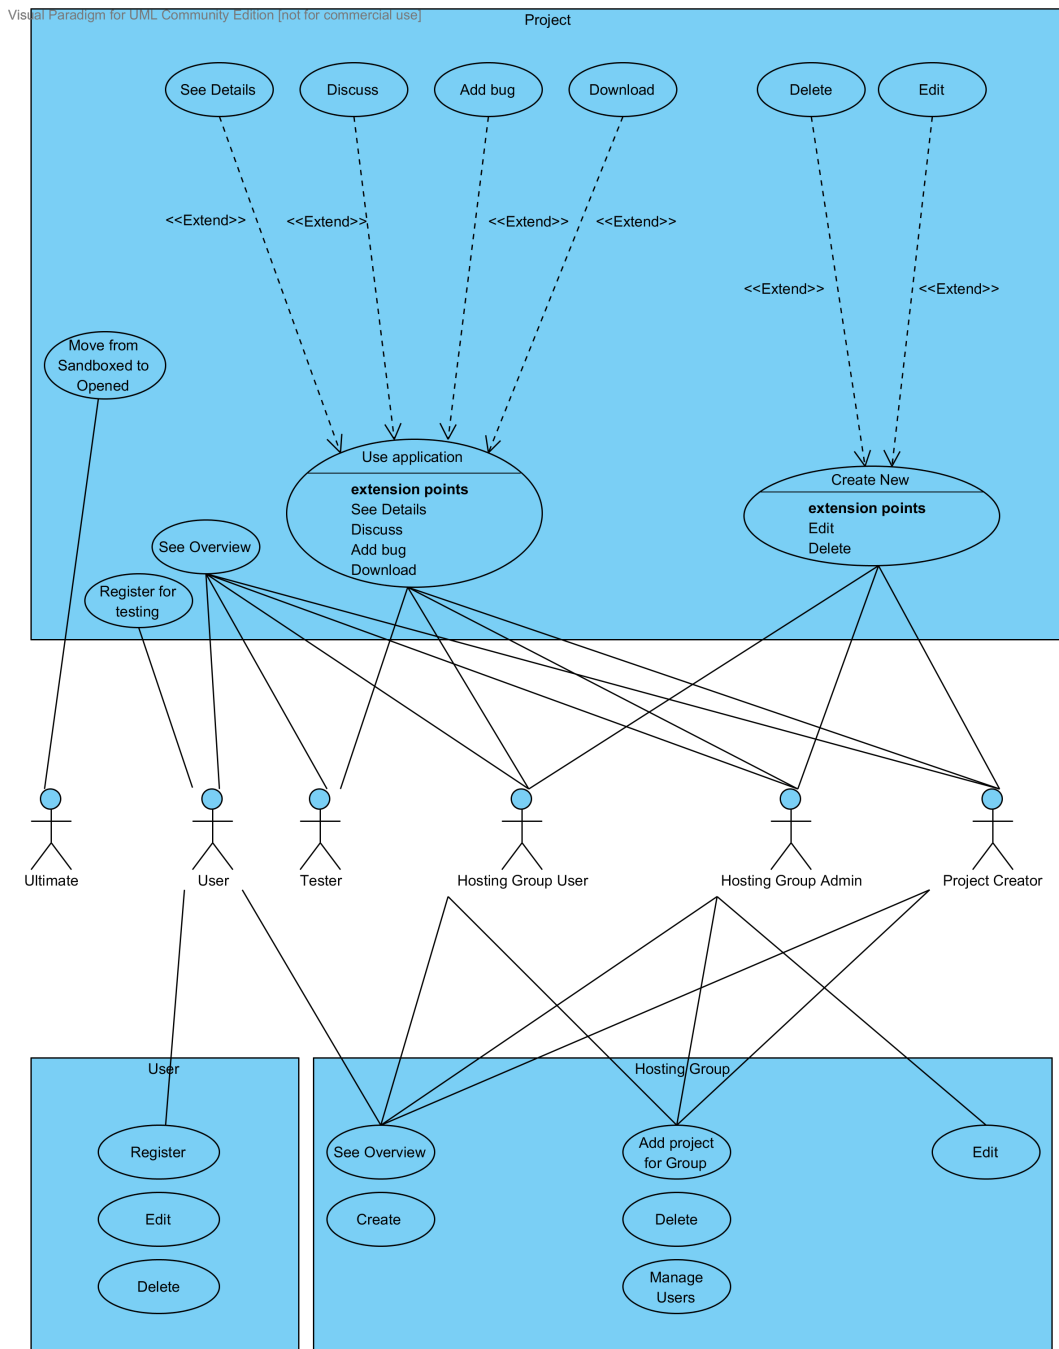 Visual Paradigm for UML Community Edition [not for commercial use]
Project
See Details
Discuss
Add bug
Download
Delete
Edit
<<Extend>>
<<Extend>>
<<Extend>>
<<Extend>>
<<Extend>>
<<Extend>>
Move from
Sandboxed to
Opened
Use application
extension points
See Details
Discuss
Add bug
Download
Create New
extension points
Edit
Delete
See Overview
Register for
testing
Ultimate
User
Tester
Hosting Group User
Hosting Group Admin
Project Creator
User
Register
Edit
Delete
Hosting Group
See Overview
Create
Add project
for Group
Delete
Manage
Users
Edit